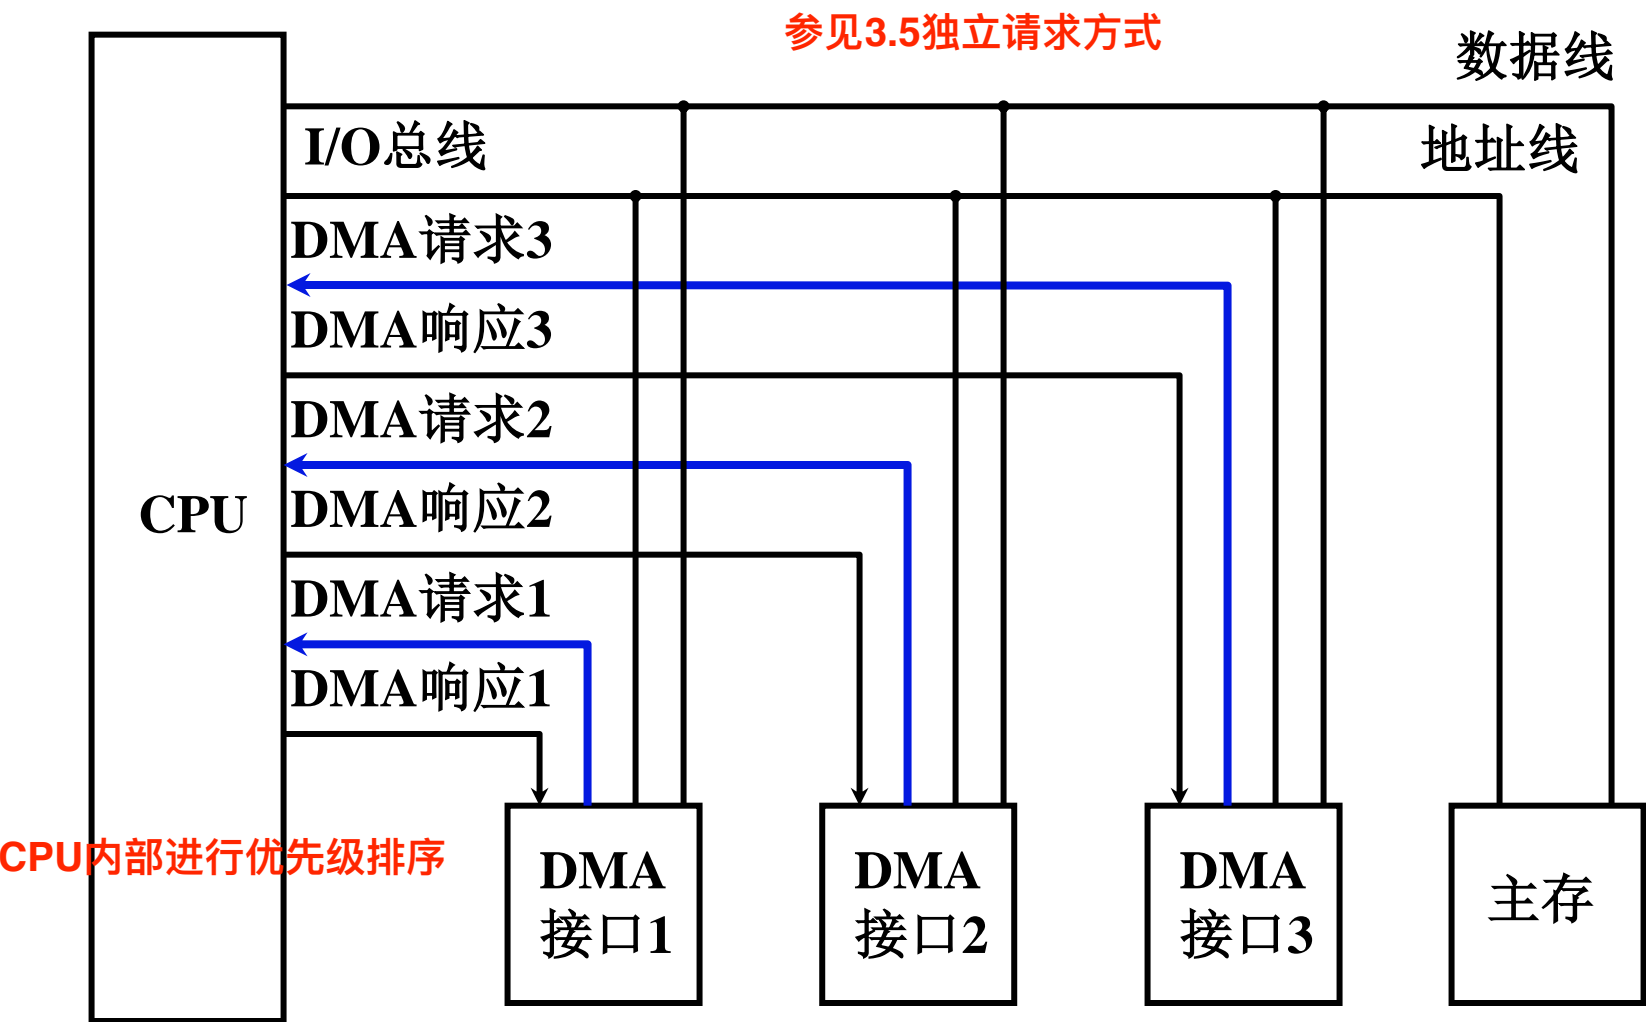 参见3.5独立请求方式
数据线
I/O总线
地址线
DMA请求3
DMA响应3
DMA请求2
CPU
DMA响应2
DMA请求1
DMA响应1
CPU内部进行优先级排序
DMA
接口1
DMA
接口2
DMA
接口3
主存